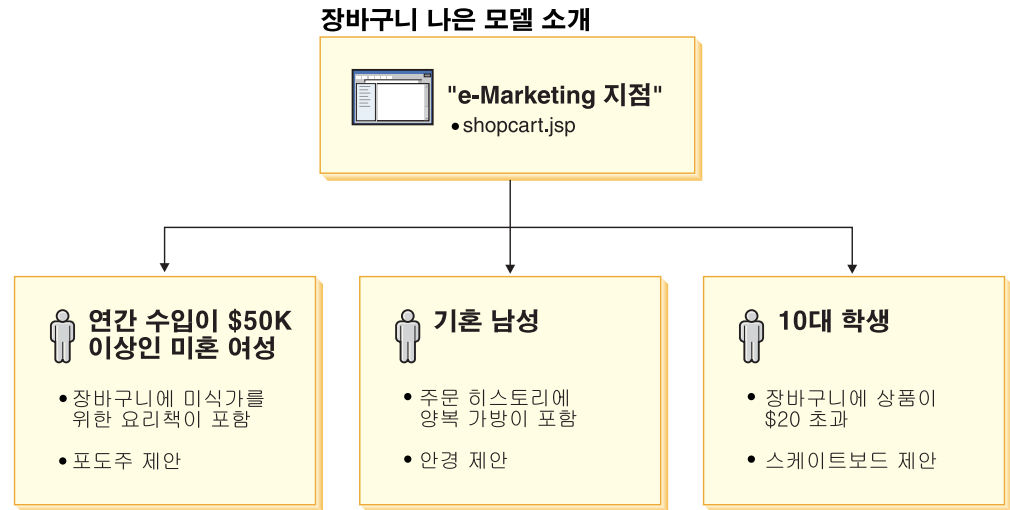 장바구니 나은 모델 소개
"e-Marketing 지점"
•shopcart.jsp
연간 수입이 $50K
이상인 미혼 여성
•장바구니에 미식가를
위한 요리책이 포함
•포도주 제안
기혼 남성
•주문 히스토리에
양복 가방이 포함
•안경 제안
10대 학생
•장바구니에 상품이
$20 초과
•스케이트보드 제안